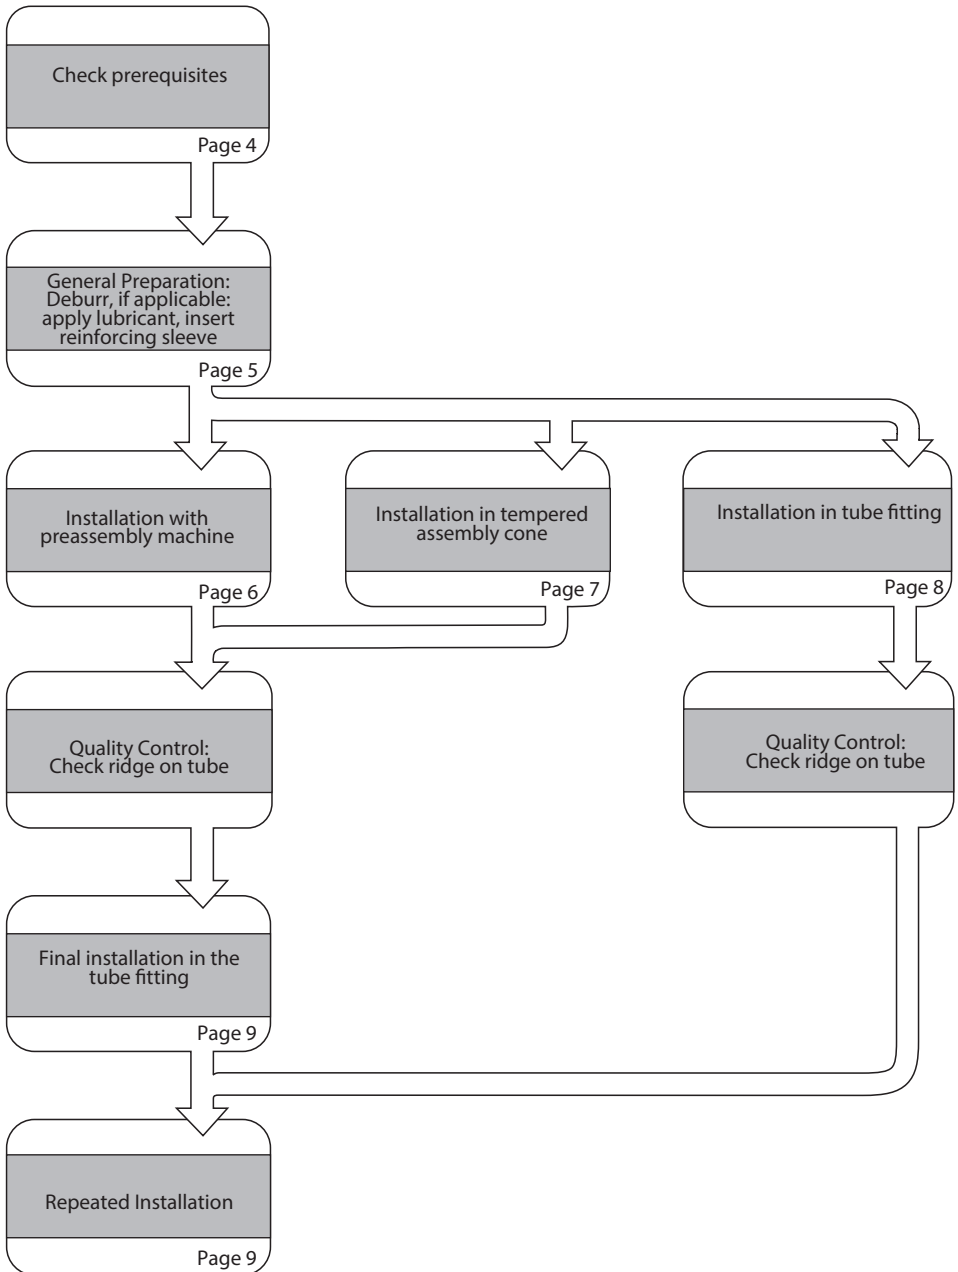 Check prerequisites
Page 4
General Preparation:
Deburr, if applicable:
apply lubricant, insert
reinforcing sleeve
Page 5
Installation with
preassembly machine
Page 6
Installation in tempered
assembly cone
Page 7
Installation in tube fitting
Page 8
Quality Control:
Check ridge on tube
Quality Control:
Check ridge on tube
Final installation in the
tube fitting
Page 9
Repeated Installation
Page 9